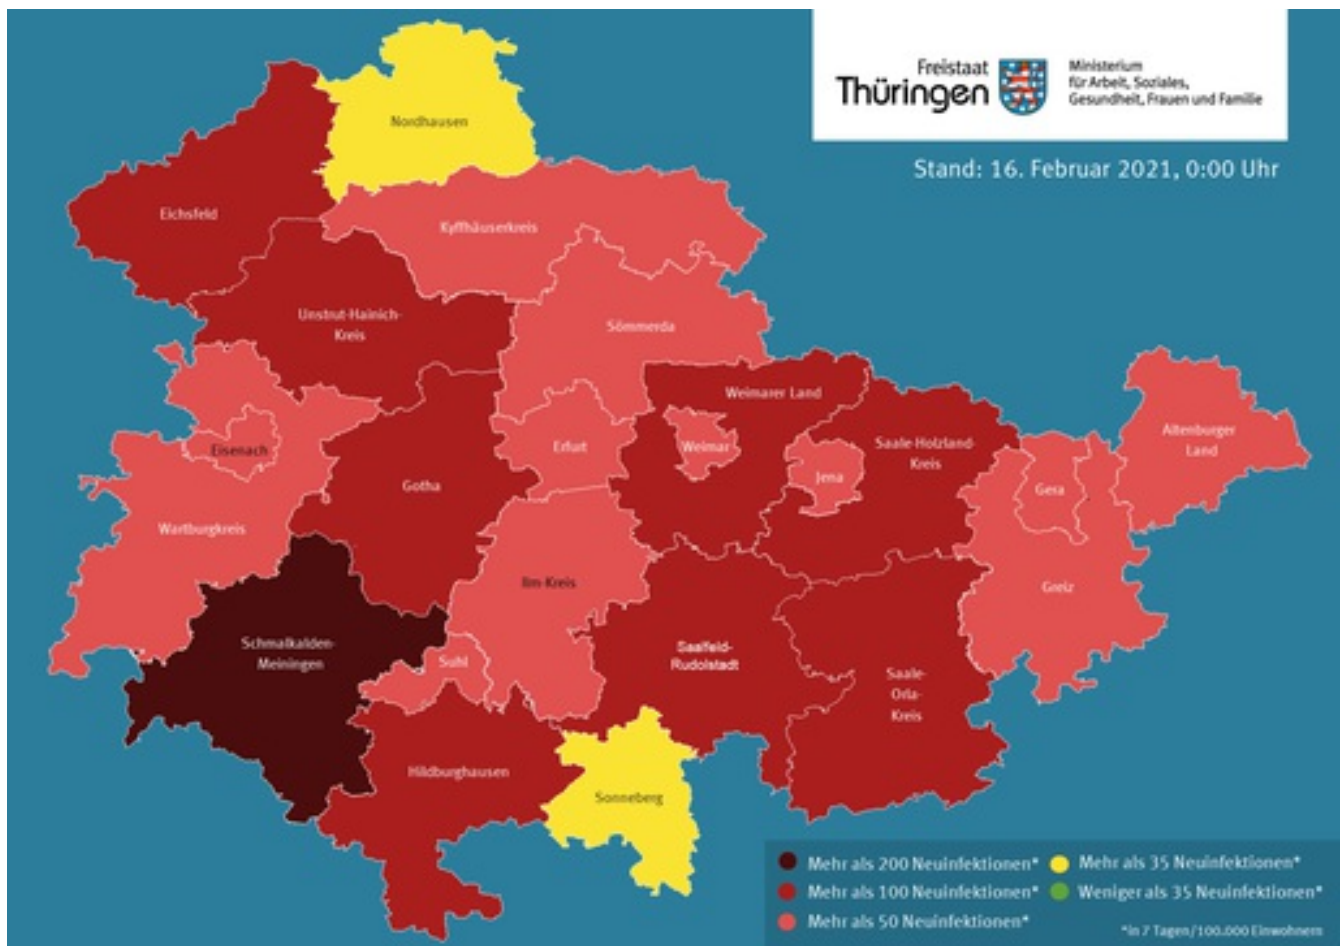 Freistaat
Thüringen
Ministerium
für Arbeit, Soziales,
Gesundheit, Frauen und Familie
Stand: 16. Februar 2021, 0:00 Uhr
Nordhausen
Eichsfeld
Kyffhäuserkreis
Unstrut-Hainich-
Kreis
Sömmerda
Weimarer Land
Eisenach
Erfurt
Weimar
Saale-Holzland-
Kreis
Jena
Altenburger
Land
Gotha
Gera
Wartburgkreis
Ilm-Kreis
Greiz
Schmalkalden-
Meiningen
Suhl
Saalfeld-
Rudolstadt
Saale-
Orla-
Kreis
Hildburghausen
Sonneberg
Mehr als 200 Neuinfektionen*
Mehr als 100 Neuinfektionen*
Mehr als 50 Neuinfektionen*
Mehr als 35 Neuinfektionen*
Weniger als 35 Neuinfektionen*
*in 7 Tagen/100.000 Einwohnern